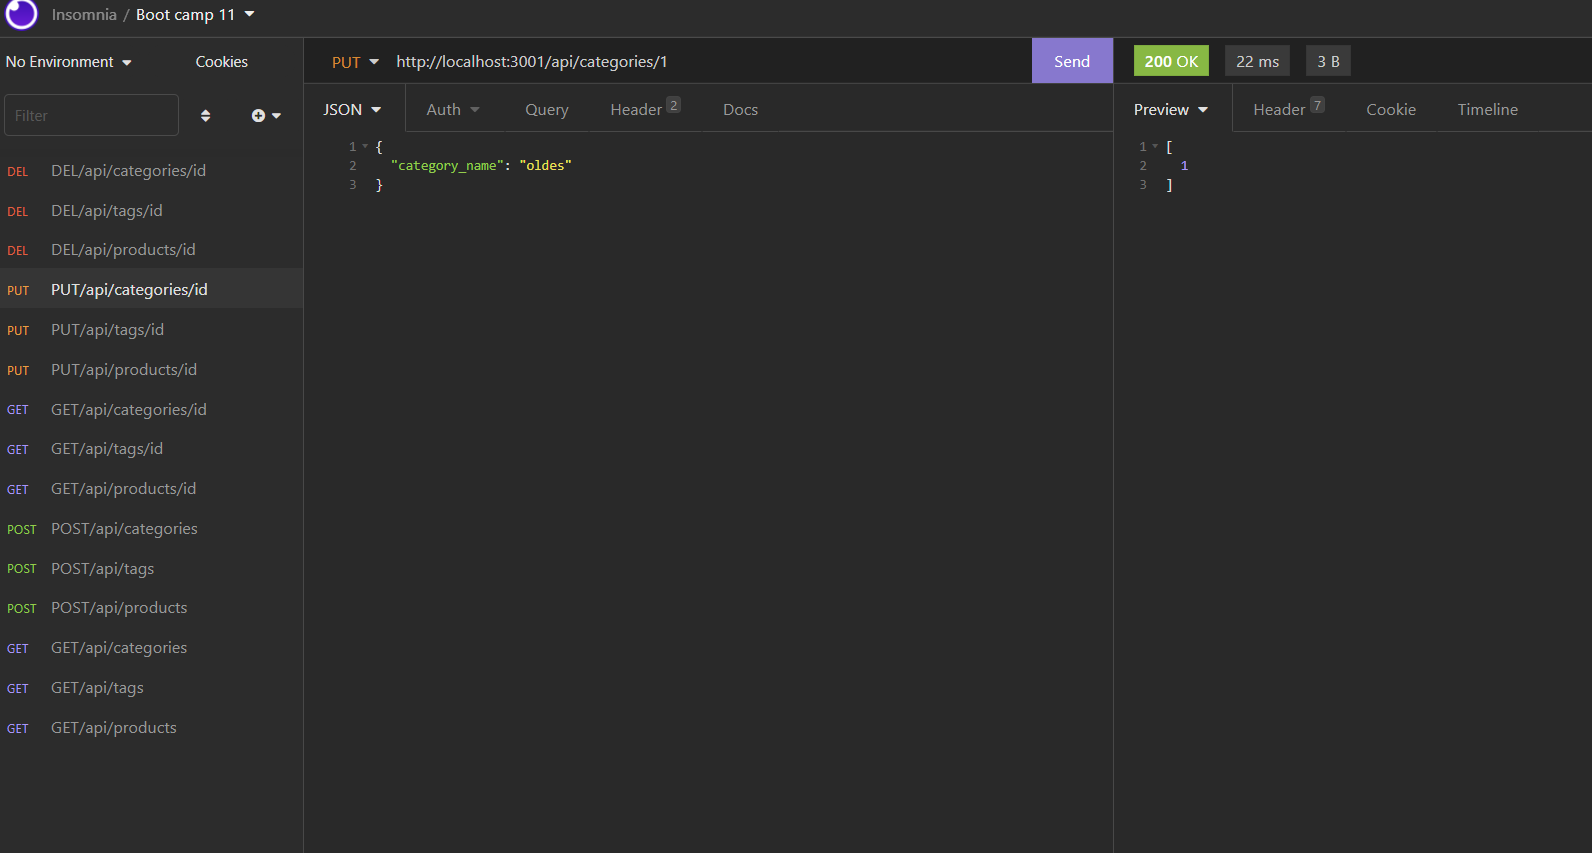 Insomnia / Boot camp 11
No Environment
Cookies
Filter
DEL DEL/api/categories/id
DEL DEL/api/tags/id
DEL DEL/api/products/id
PUT PUT/api/categories/id
PUT PUT/api/tags/id
PUT PUT/api/products/id
GET GET/api/categories/id
GET GET/api/tags/id
GET GET/api/products/id
POST POST/api/categories
POST POST/api/tags
POST POST/api/products
GET GET/api/categories
GET GET/api/tags
GET GET/api/products
PUT http://localhost:3001/api/categories/1 Send
JSON Auth Query Header 2 Docs
1 {
2 "category_name": "oldes"
3 }
200 OK 22 ms 3 B
Preview Header 7 Cookie Timeline
1 [
2 1
3 ]